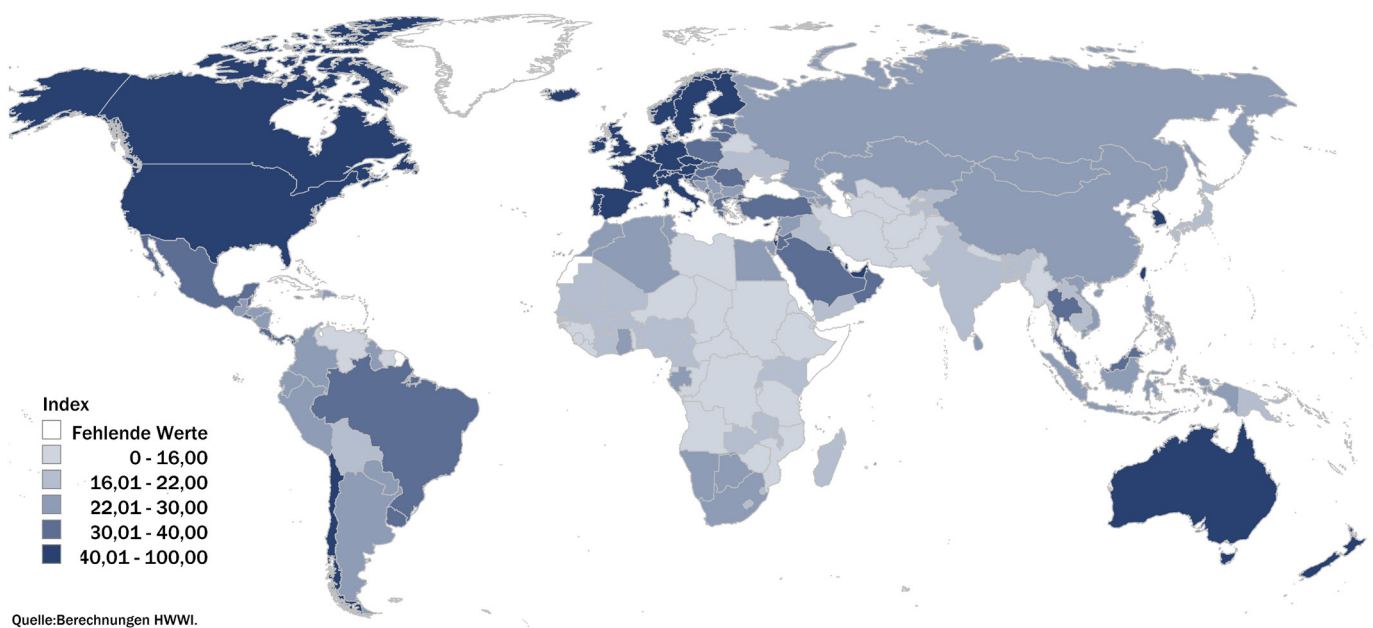 Index
Fehlende Werte
0 - 16,00
16,01 - 22,00
22,01 - 30,00
30,01 - 40,00
40,01 - 100,00
Quelle:Berechnungen HWWI.